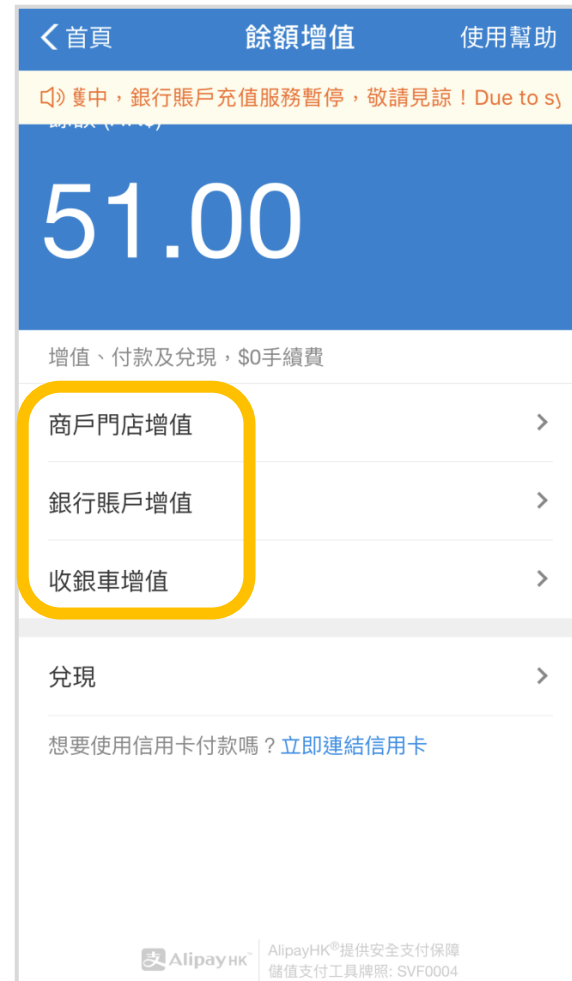 首頁 餘額增值 使用幫助
中，銀行賬戶充值服務暫停，敬請見諒！Due to sy
51.00
增值、付款及兌現，$0手續費
商戶門店增值
銀行賬戶增值
收銀車增值
兌現
想要使用信用卡付款嗎？立即連結信用卡
支 Alipay HK
AlipayHK®提供安全支付保障
儲值支付工具牌照: SVF0004